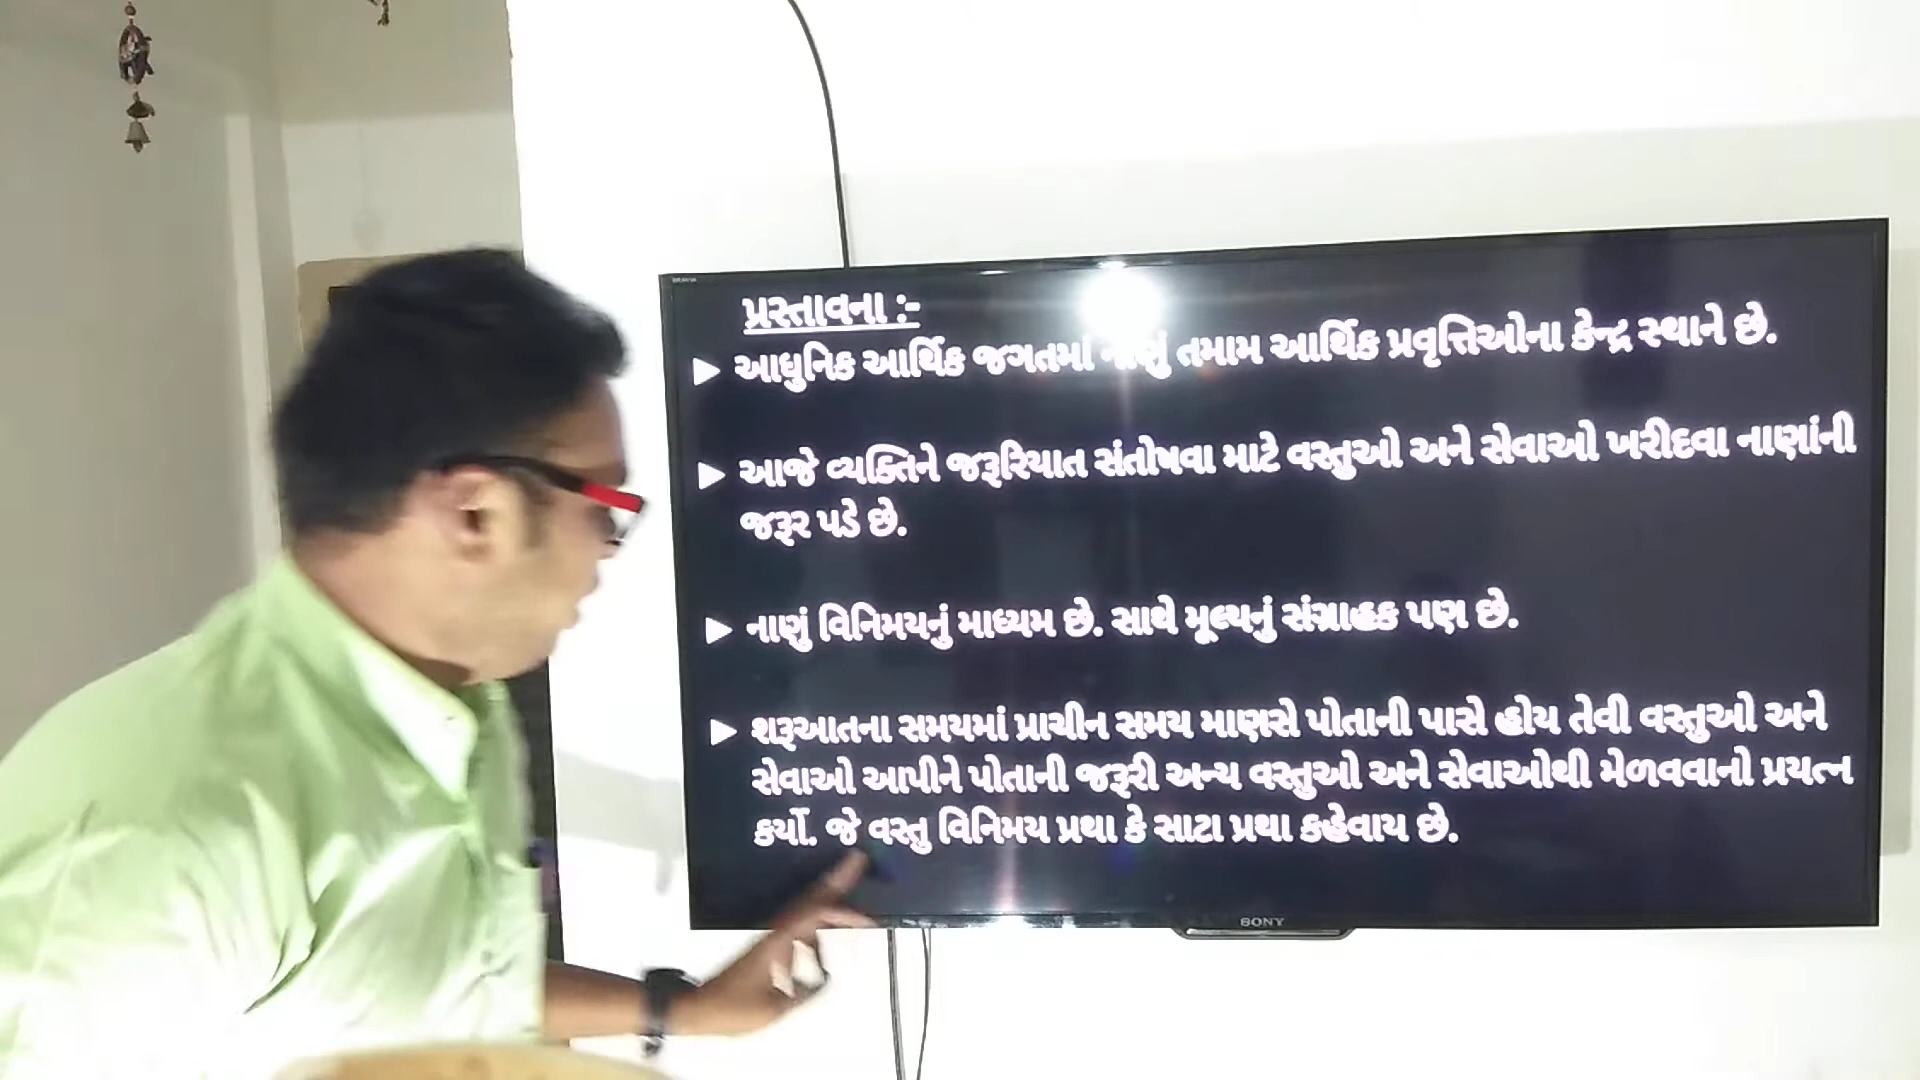 પ્રસ્તાવના :-
આધુનિક આર્થિક જગતમાં નાણું તમામ આર્થિક પ્રવૃત્તિઓના કેન્દ્ર સ્થાને છે.
આજે વ્યક્તિને જરૂરિયાત સંતોષવા માટે વસ્તુઓ અને સેવાઓ ખરીદવા નાણાંની
જરૂર પડે છે.
નાણું વિનિમયનું માધ્યમ છે. સાથે મૂલ્યનું સંગ્રાહક પણ છે.
શરૂઆતના સમયમાં પ્રાચીન સમય માણસે પોતાની પાસે હોય તેવી વસ્તુઓ અને
સેવાઓ આપીને પોતાની જરૂરી અન્ય વસ્તુઓ અને સેવાઓથી મેળવવાનો પ્રયત્ન
કર્યો. જે વસ્તુ વિનિમય પ્રથા કે સાટા પ્રથા કહેવાય છે.
SONY